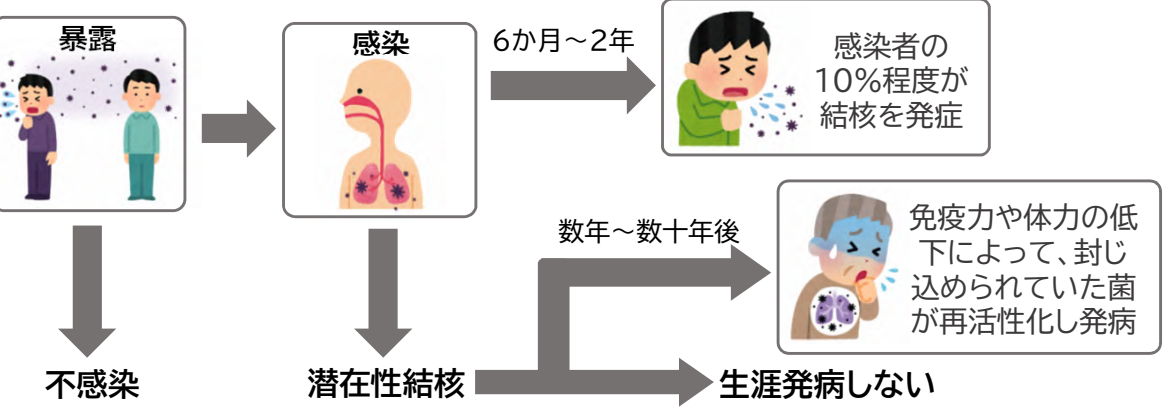 暴露
感染
6か月～2年
感染者の
10%程度が
結核を発症
数年～数十年後
免疫力や体力の低
下によって、封じ
込められていた菌
が再活性化し発病
不感染
潜在性結核
生涯発病しない